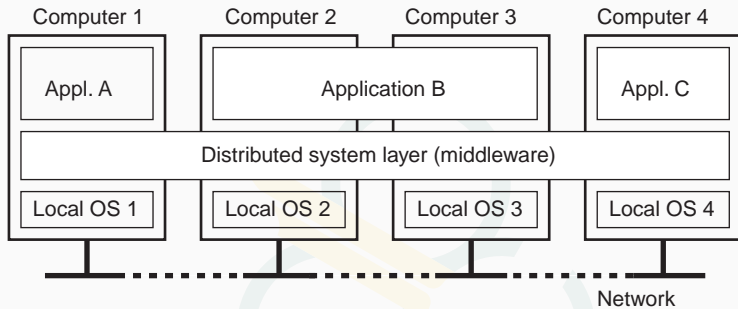 Computer 1 Computer 2 Computer 3 Computer 4
Appl. A Application B Appl. C
Distributed system layer (middleware)
Local OS 1 Local OS 2 Local OS 3 Local OS 4
Network